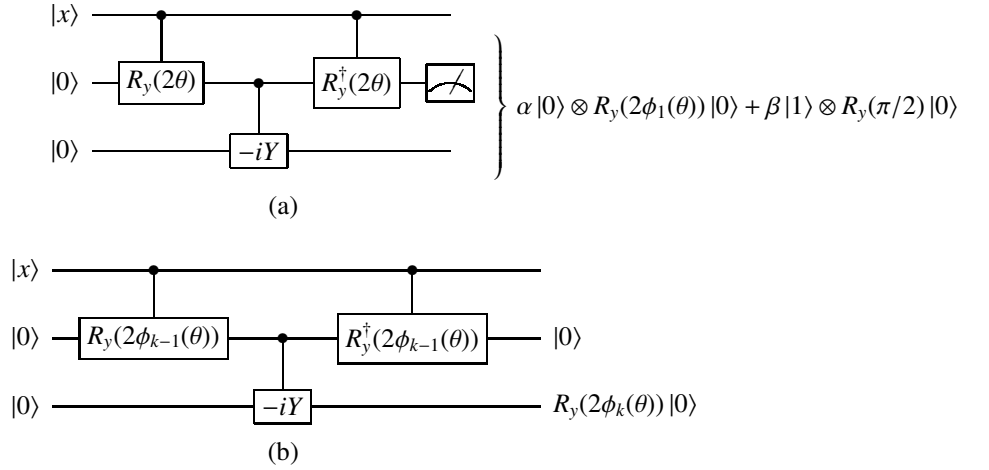 |x⟩
|0⟩ R_y(2θ) R_y^†(2θ)
α |0⟩ ⊗ R_y(2ϕ_1(θ)) |0⟩ + β |1⟩ ⊗ R_y(π/2) |0⟩
|0⟩ −iY
(a)
|x⟩
|0⟩ R_y(2ϕ_{k−1}(θ)) R_y^†(2ϕ_{k−1}(θ)) |0⟩
|0⟩ −iY R_y(2ϕ_k(θ)) |0⟩
(b)